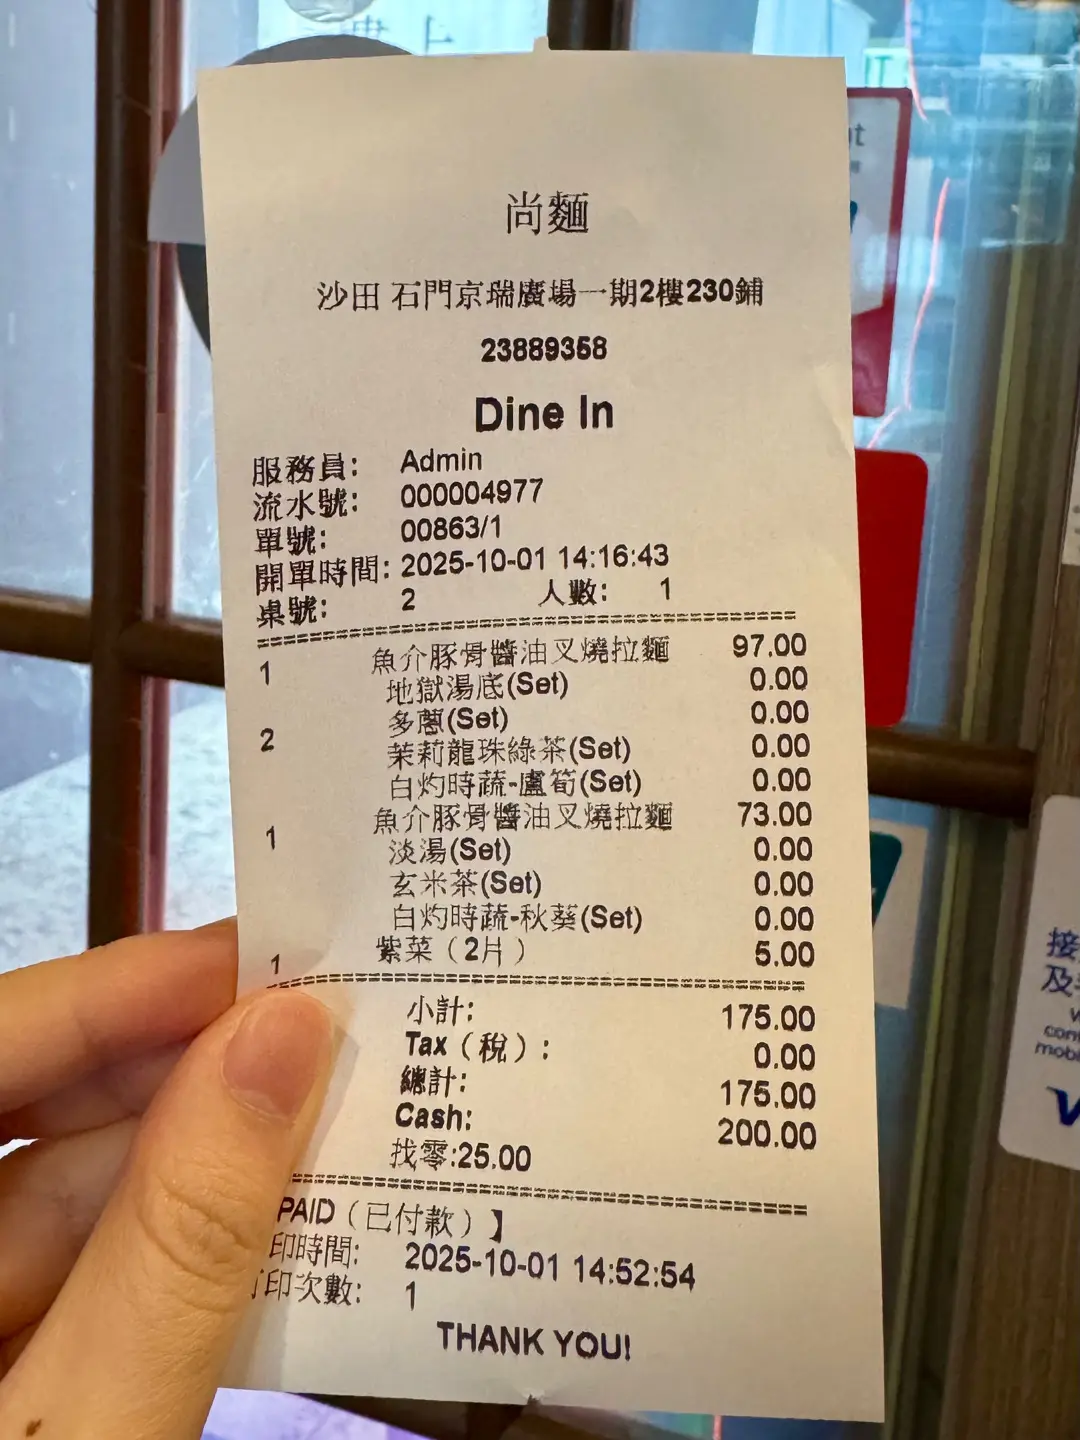 尚麵
沙田 石門京瑞廣場一期2樓230鋪
23889358
Dine In
服務員: Admin
流水號: 000004977
單號: 00863/1
開單時間: 2025-10-01 14:16:43
桌號: 2 人數: 1
1 魚介豚骨醬油叉燒拉麵 97.00
地獄湯底(Set) 0.00
2 多蔥(Set) 0.00
茉莉龍珠綠茶(Set) 0.00
白灼時蔬-蘆筍(Set) 0.00
1 魚介豚骨醬油叉燒拉麵 73.00
淡湯(Set) 0.00
玄米茶(Set) 0.00
白灼時蔬-秋葵(Set) 0.00
1 紫菜（2片） 5.00
小計: 175.00
Tax（稅）: 0.00
總計: 175.00
Cash: 200.00
找零:25.00
PAID（已付款）】
印時間: 2025-10-01 14:52:54
印次數: 1
THANK YOU!
接
及